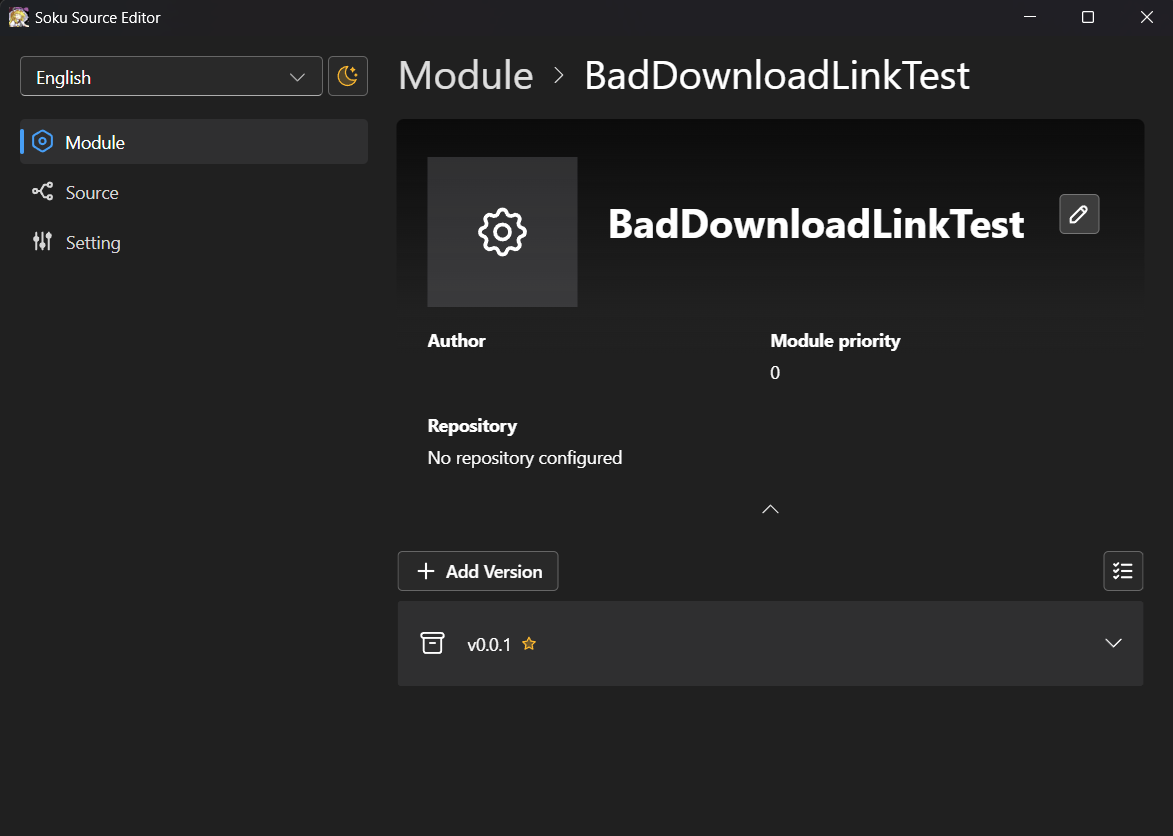 Soku Source Editor
English
Module
Source
Setting
Module > BadDownloadLinkTest
BadDownloadLinkTest
Author
Module priority
0
Repository
No repository configured
Add Version
v0.0.1